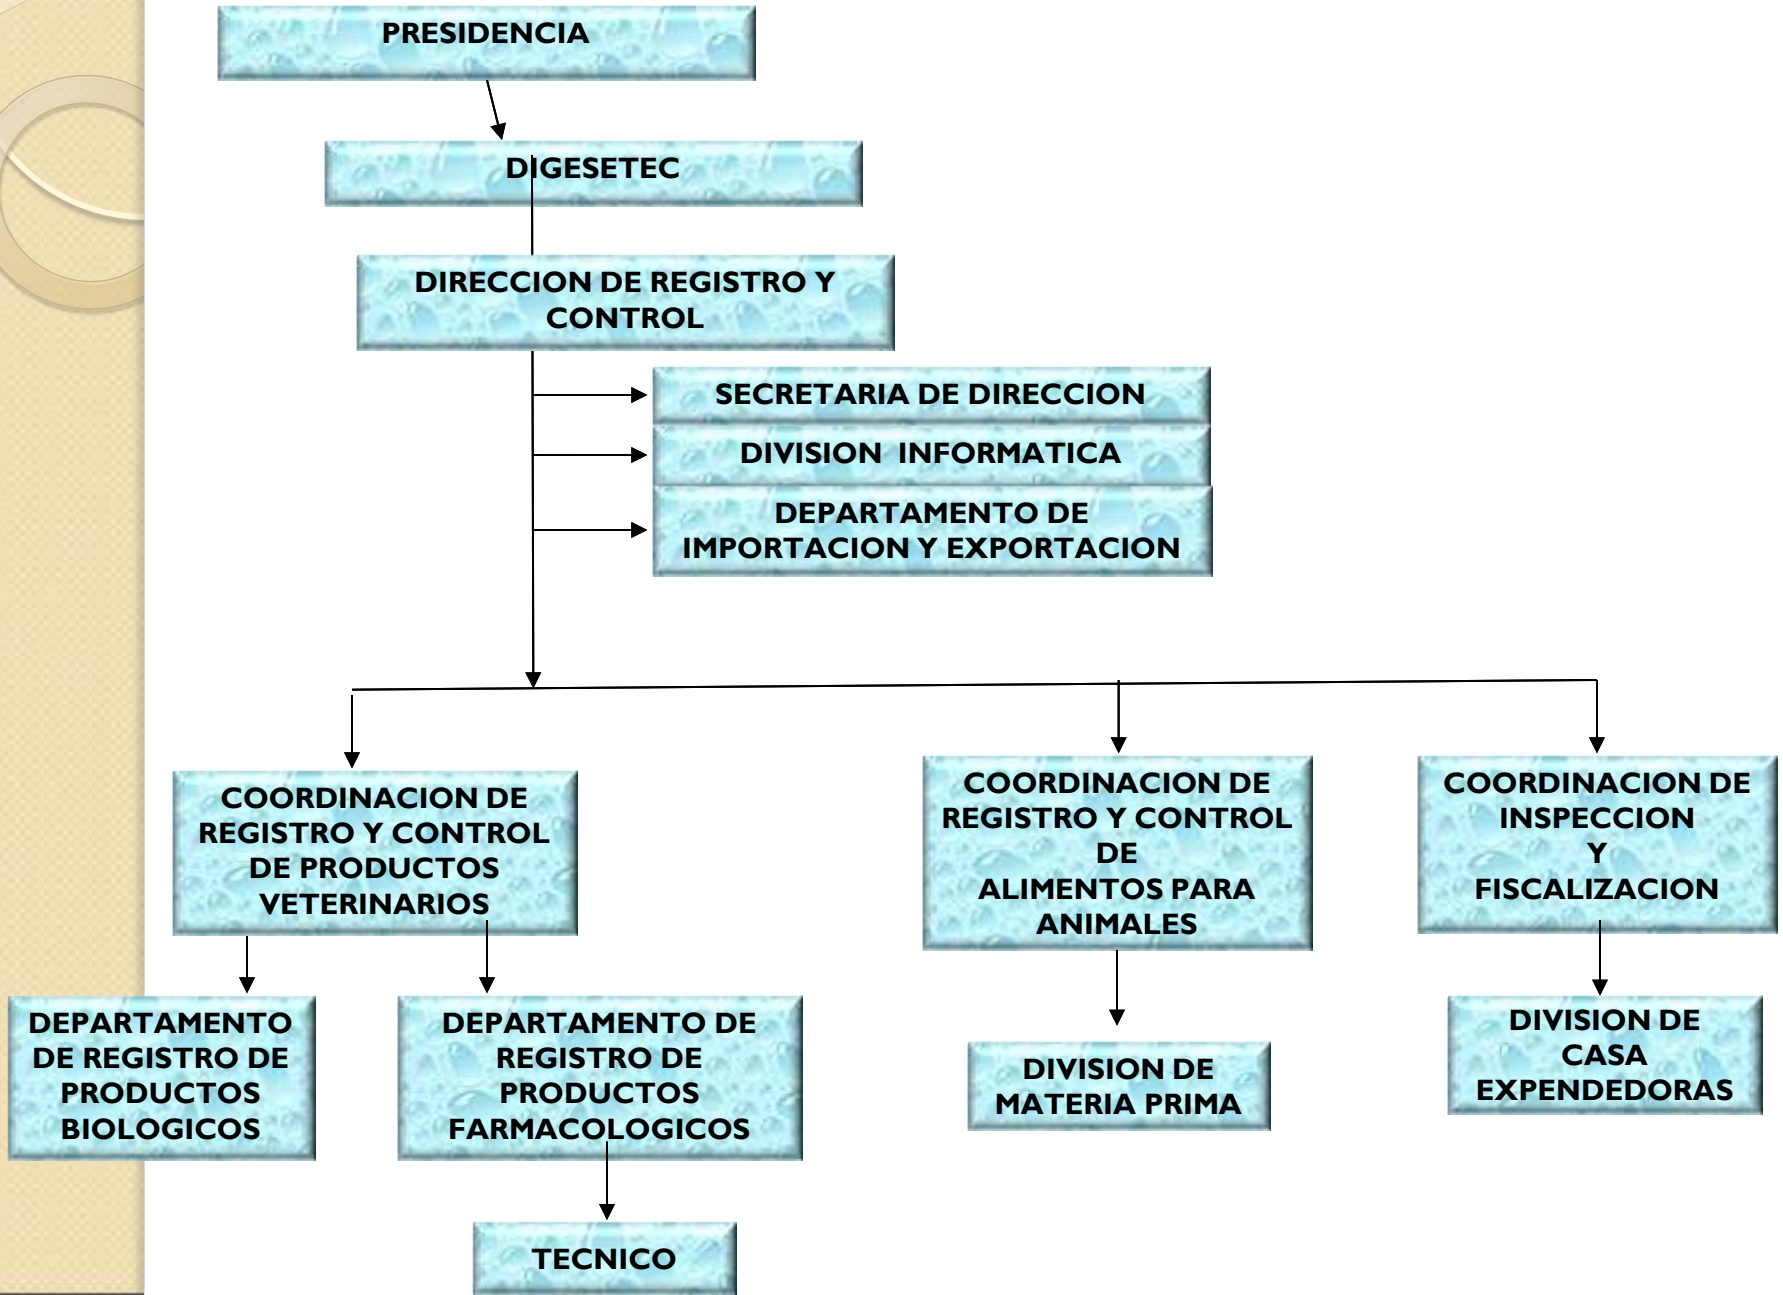 PRESIDENCIA
DIGESETEC
DIRECCION DE REGISTRO Y
CONTROL
SECRETARIA DE DIRECCION
DIVISION INFORMATICA
DEPARTAMENTO DE
IMPORTACION Y EXPORTACION
COORDINACION DE
REGISTRO Y CONTROL
DE PRODUCTOS
VETERINARIOS
COORDINACION DE
REGISTRO Y CONTROL
DE
ALIMENTOS PARA
ANIMALES
COORDINACION DE
INSPECCION
Y
FISCALIZACION
DEPARTAMENTO
DE REGISTRO DE
PRODUCTOS
BIOLOGICOS
DEPARTAMENTO DE
REGISTRO DE
PRODUCTOS
FARMACOLOGICOS
DIVISION DE
MATERIA PRIMA
DIVISION DE
CASA
EXPENDEDORAS
TECNICO